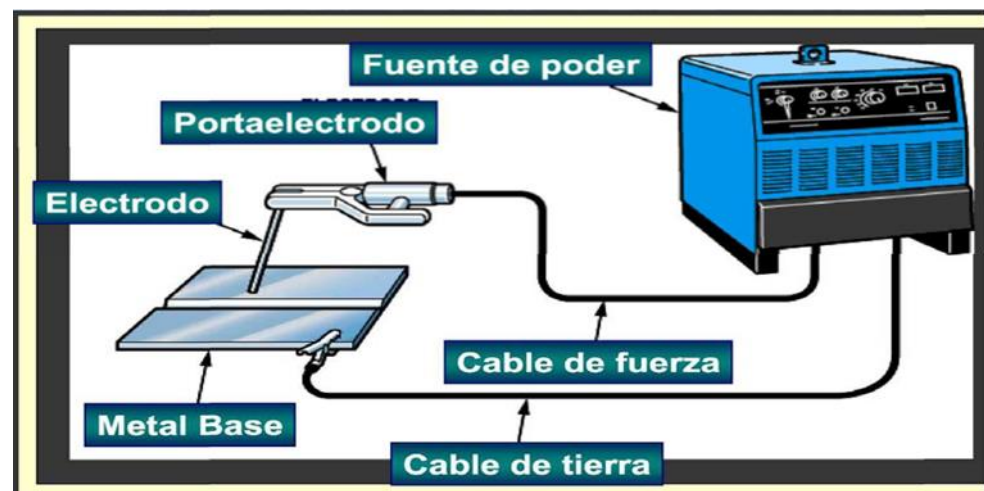 Fuente de poder
Portaelectrodo
Electrodo
Cable de fuerza
Metal Base
Cable de tierra